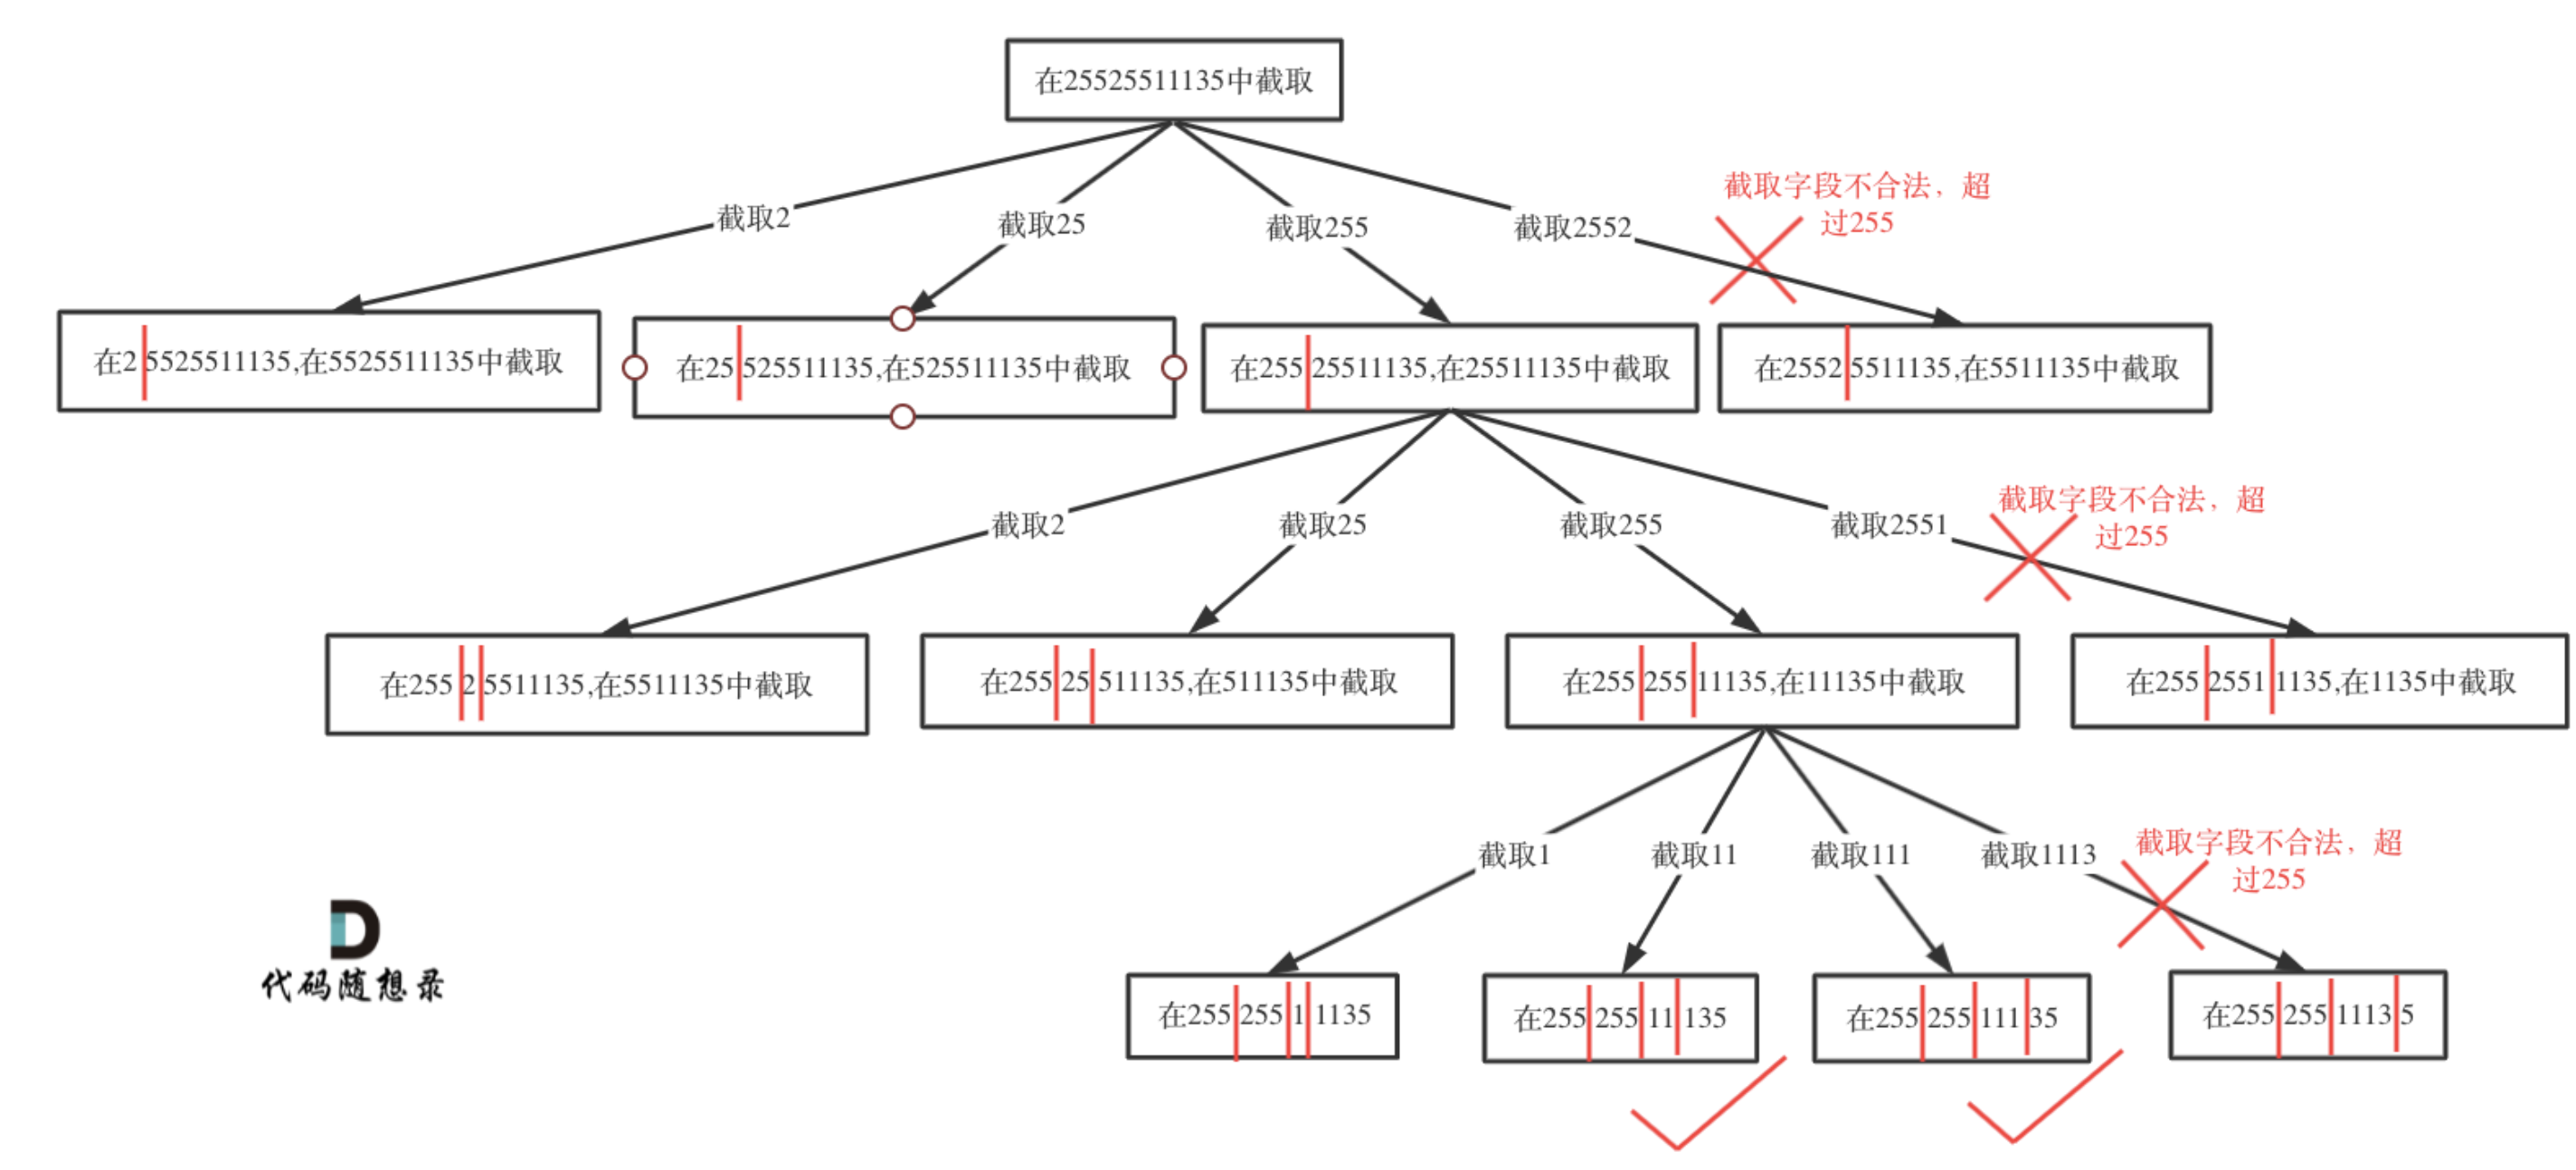 在25525511135中截取
截取字段不合法，超
过255
截取2
截取25
截取255
截取2552
在2 5525511135,在5525511135中截取
在25 525511135,在525511135中截取
在255 25511135,在25511135中截取
在2552 5511135,在5511135中截取
截取字段不合法，超
过255
截取2
截取25
截取255
截取2551
在255 2 5511135,在5511135中截取
在255 25 511135,在511135中截取
在255 255 11135,在11135中截取
在255 2551 1135,在1135中截取
截取字段不合法，超
过255
截取1
截取11
截取111
截取1113
在255 255 1 1135
在255 255 11 135
在255 255 111 35
在255 255 1113 5
代码随想录